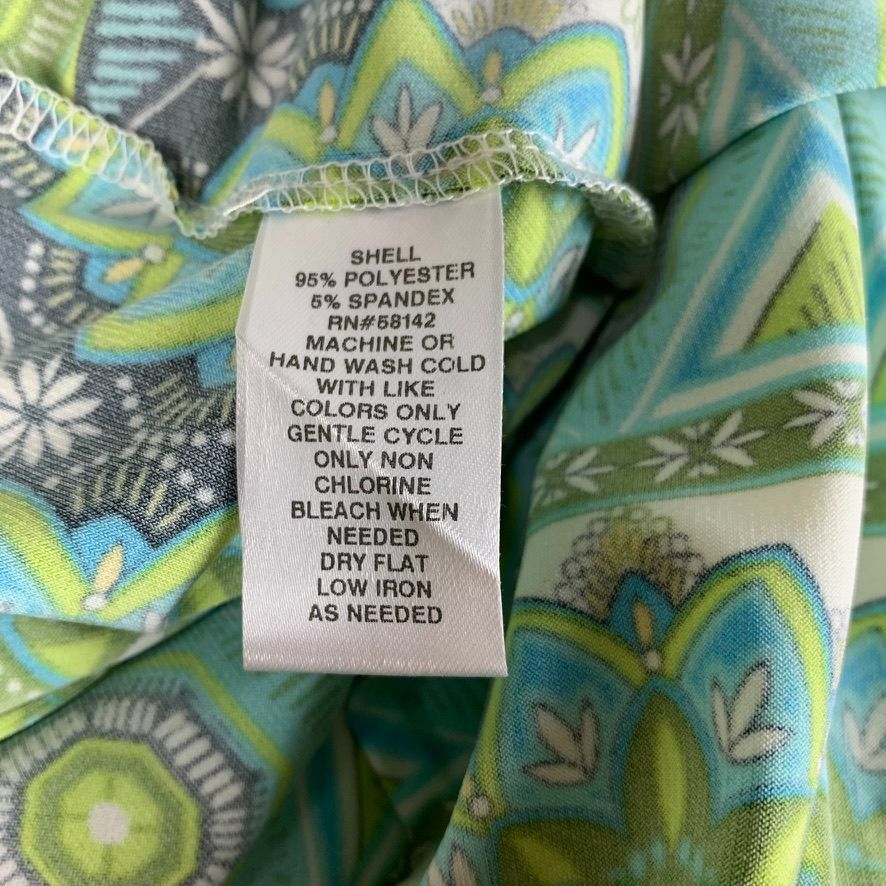 SHELL
95% POLYESTER
5% SPANDEX
RN#58142
MACHINE OR
HAND WASH COLD
WITH LIKE
COLORS ONLY
GENTLE CYCLE
ONLY NON
CHLORINE
BLEACH WHEN
NEEDED
DRY FLAT
LOW IRON
AS NEEDED